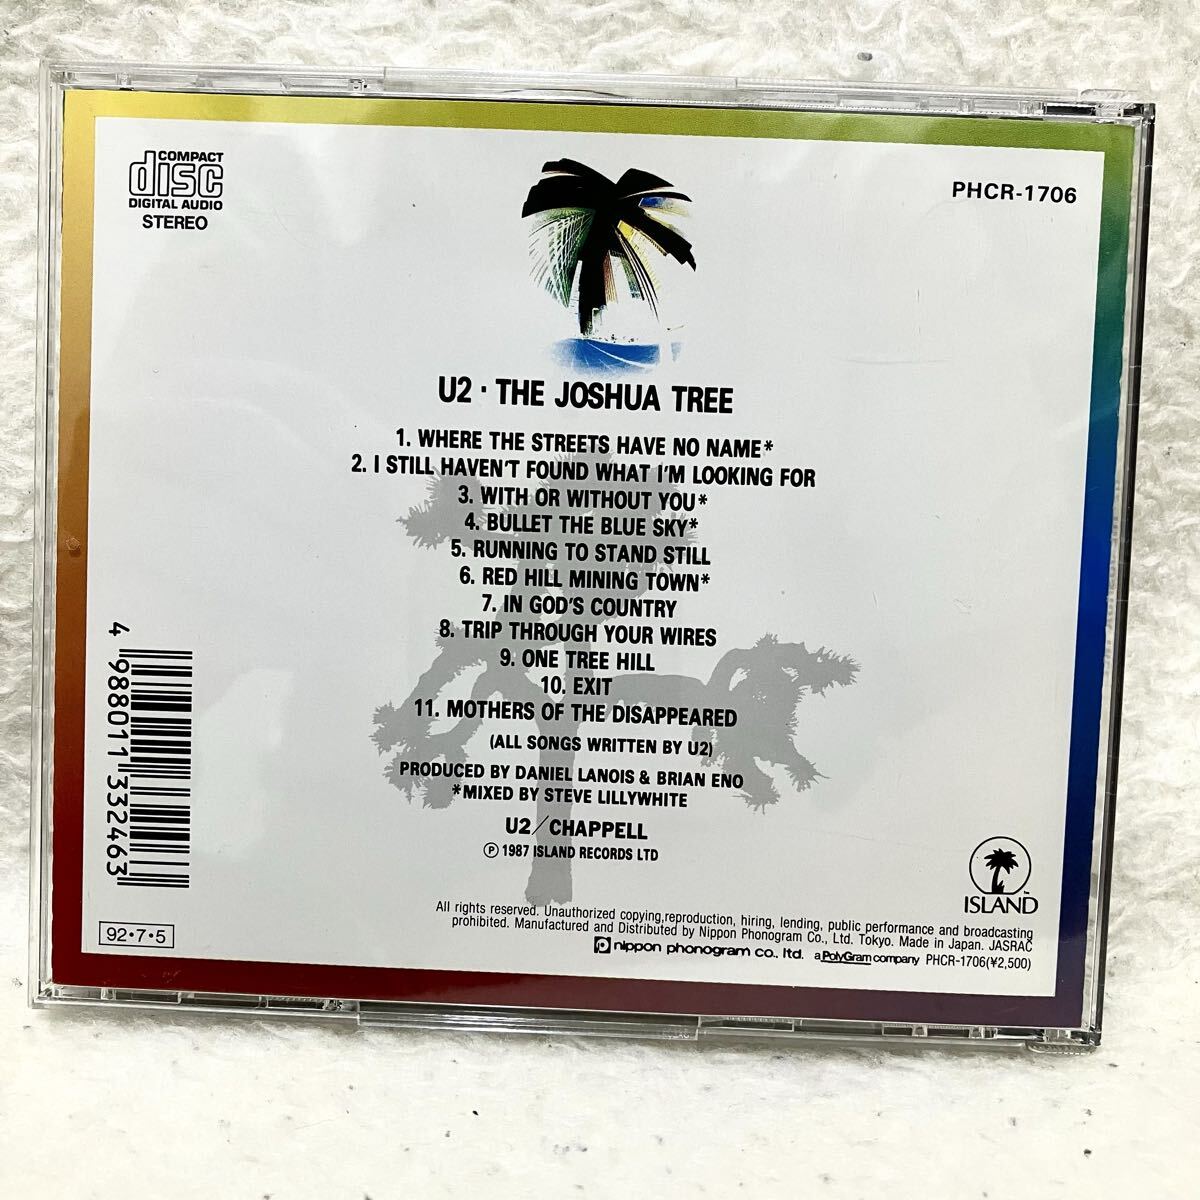 COMPACT
disc
DIGITAL AUDIO
STEREO
PHCR-1706
U2 · THE JOSHUA TREE
1. WHERE THE STREETS HAVE NO NAME*
2. I STILL HAVEN'T FOUND WHAT I'M LOOKING FOR
3. WITH OR WITHOUT YOU*
4. BULLET THE BLUE SKY*
5. RUNNING TO STAND STILL
6. RED HILL MINING TOWN*
7. IN GOD'S COUNTRY
8. TRIP THROUGH YOUR WIRES
9. ONE TREE HILL
10. EXIT
11. MOTHERS OF THE DISAPPEARED
(ALL SONGS WRITTEN BY U2)
PRODUCED BY DANIEL LANOIS & BRIAN ENO
*MIXED BY STEVE LILLYWHITE
U2/CHAPPELL
Ⓟ 1987 ISLAND RECORDS LTD
4 988011 332463
92·7·5
ISLAND
TM
All rights reserved. Unauthorized copying,reproduction, hiring, lending, public performance and broadcasting
prohibited. Manufactured and Distributed by Nippon Phonogram Co., Ltd. Tokyo. Made in Japan. JASRAC
nippon phonogram co., ltd. a PolyGram company PHCR-1706(¥2,500)